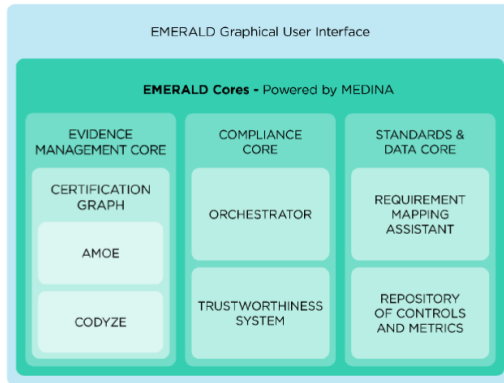 EMERALD Graphical User Interface
EMERALD Cores - Powered by MEDINA
EVIDENCE
MANAGEMENT CORE
CERTIFICATION
GRAPH
AMOE
CODYZE
COMPLIANCE
CORE
ORCHESTRATOR
TRUSTWORTHINESS
SYSTEM
STANDARDS &
DATA CORE
REQUIREMENT
MAPPING
ASSISTANT
REPOSITORY
OF CONTROLS
AND METRICS